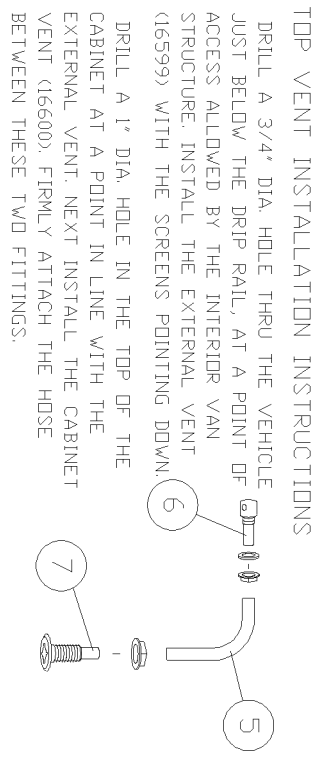 TOP VENT INSTALLATION INSTRUCTIONS
DRILL A 3/4" DIA. HOLE THRU THE VEHICLE
JUST BELOW THE DRIP RAIL, AT A POINT OF
ACCESS ALLOWED BY THE INTERIOR VAN
STRUCTURE. INSTALL THE EXTERNAL VENT
(16599) WITH THE SCREENS POINTING DOWN.
DRILL A 1" DIA. HOLE IN THE TOP OF THE
CABINET AT A POINT IN LINE WITH THE
EXTERNAL VENT. NEXT INSTALL THE CABINET
VENT (16600). FIRMLY ATTACH THE HOSE
BETWEEN THESE TWO FITTINGS.
6
5
7